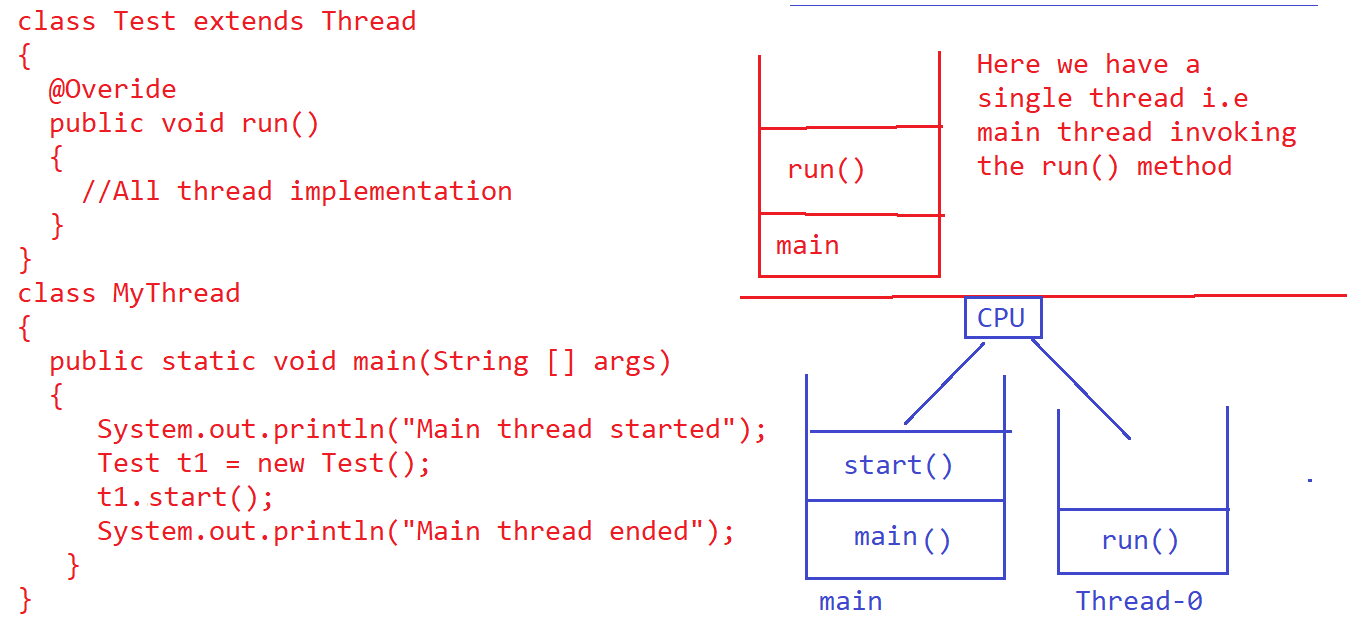 class Test extends Thread
{
@Overide
public void run()
{
//All thread implementation
}
}
class MyThread
{
public static void main(String [] args)
{
System.out.println("Main thread started");
Test t1 = new Test();
t1.start();
System.out.println("Main thread ended");
}
}
run()
main
Here we have a
single thread i.e
main thread invoking
the run() method
CPU
start()
main()
main
run()
Thread-0